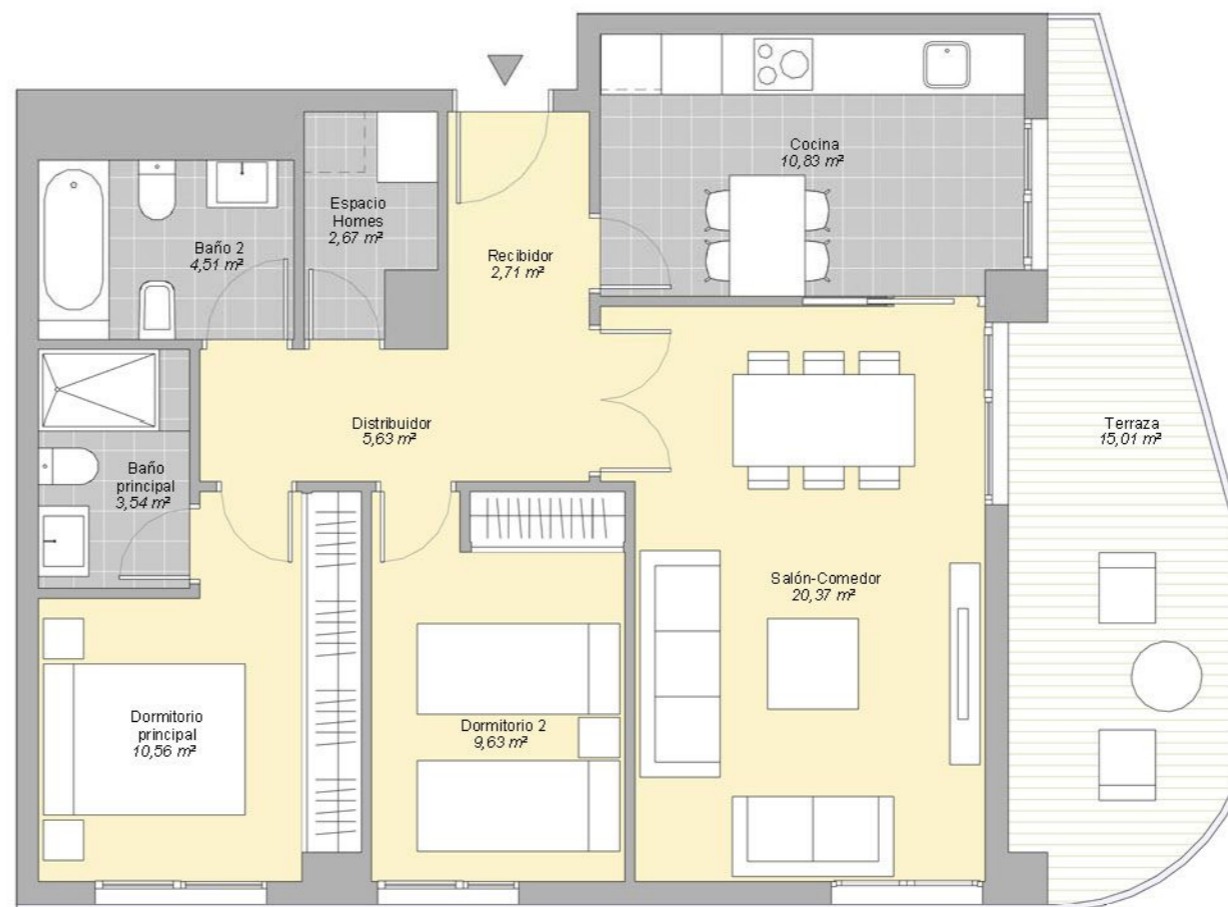 Cocina
10,83 m²
Espacio
Homes
2,67 m²
Baño 2
4,51 m²
Recibidor
2,71 m²
Distribuidor
5,63 m²
Terraza
15,01 m²
Baño
principal
3,54 m²
Salón-Comedor
20,37 m²
Dormitorio
principal
10,56 m²
Dormitorio 2
9,63 m²